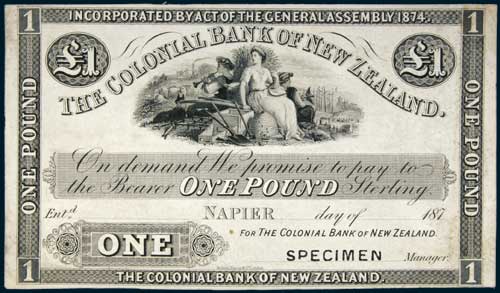 1 INCORPORATED BY ACT OF THE GENERAL ASSEMBLY 1874. 1
£1 £1
THE COLONIAL BANK OF NEW ZEALAND.
ONE POUND
ONE POUND
On demand We promise to pay to
the Bearer ONE POUND Sterling.
Ent.d NAPIER day of 187
FOR THE COLONIAL BANK OF NEW ZEALAND.
ONE
SPECIMEN Manager.
1 THE COLONIAL BANK OF NEW ZEALAND. 1